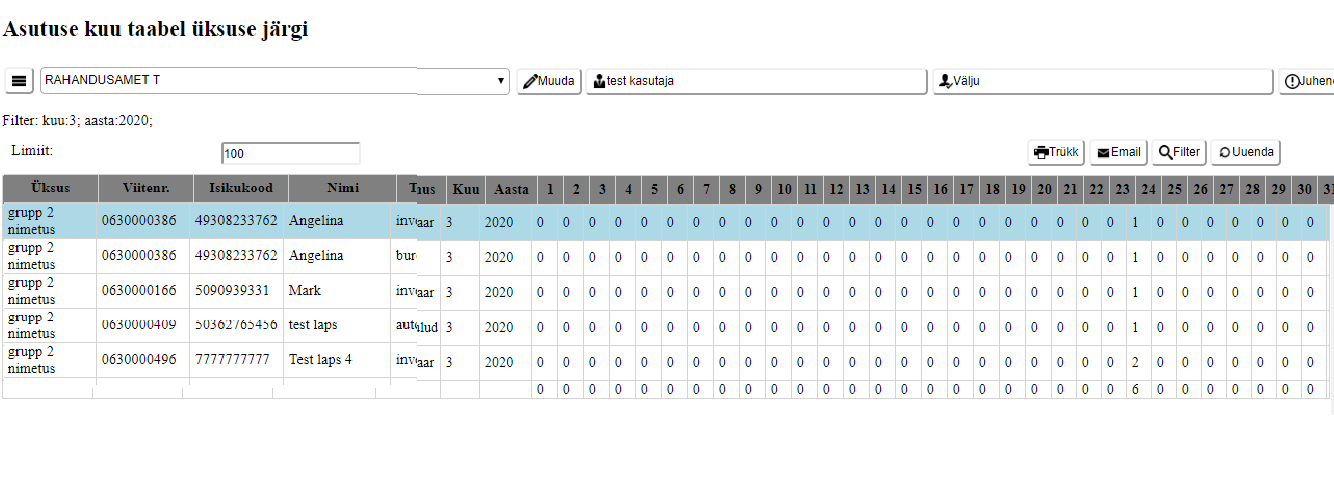 Asutuse kuu taabel üksuse järgi
RAHANDUSAMET T Muuda test kasutaja Välju
Filter: kuu:3; aasta:2020;
Limiit: 100 Trükk Email Filter Uuenda
Üksus Viitenr. Isikukood Nimi Kuu Aasta 1 2 3 4 5 6 7 8 9 10 11 12 13 14 15 16 17 18 19 20 21 22 23 24 25 26 27 28 29 30 31
grupp 2
nimetus 0630000386 49308233762 Angelina 3 2020 0 0 0 0 0 0 0 0 0 0 0 0 0 0 0 0 0 0 0 0 0 0 0 1 0 0 0 0 0 0
grupp 2
nimetus 0630000386 49308233762 Angelina 3 2020 0 0 0 0 0 0 0 0 0 0 0 0 0 0 0 0 0 0 0 0 0 0 0 1 0 0 0 0 0 0
grupp 2
nimetus 0630000166 5090939331 Mark 3 2020 0 0 0 0 0 0 0 0 0 0 0 0 0 0 0 0 0 0 0 0 0 0 0 1 0 0 0 0 0 0
grupp 2
nimetus 0630000409 50362765456 test laps 3 2020 0 0 0 0 0 0 0 0 0 0 0 0 0 0 0 0 0 0 0 0 0 0 0 1 0 0 0 0 0 0
grupp 2
nimetus 0630000496 7777777777 Test laps 4 3 2020 0 0 0 0 0 0 0 0 0 0 0 0 0 0 0 0 0 0 0 0 0 0 0 2 0 0 0 0 0 0
0 0 0 0 0 0 0 0 0 0 0 0 0 0 0 0 0 0 0 0 0 0 0 6 0 0 0 0 0 0